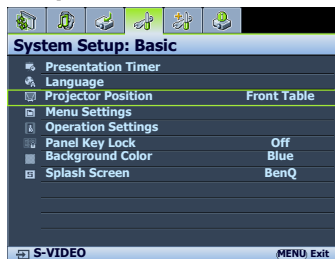 System Setup: Basic
Presentation Timer
Language
Projector Position Front Table
Menu Settings
Operation Settings
Panel Key Lock Off
Background Color Blue
Splash Screen BenQ
S-VIDEO MENU Exit